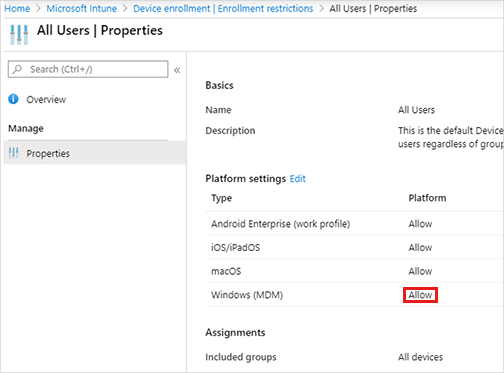 Home > Microsoft Intune > Device enrollment | Enrollment restrictions > All Users | Properties
All Users | Properties
Search (Ctrl+/)
«
Overview
Manage
Properties
Basics
Name All Users
Description This is the default Device
users regardless of group
Platform settings Edit
Type Platform
Android Enterprise (work profile) Allow
iOS/iPadOS Allow
macOS Allow
Windows (MDM) Allow
Assignments
Included groups All devices